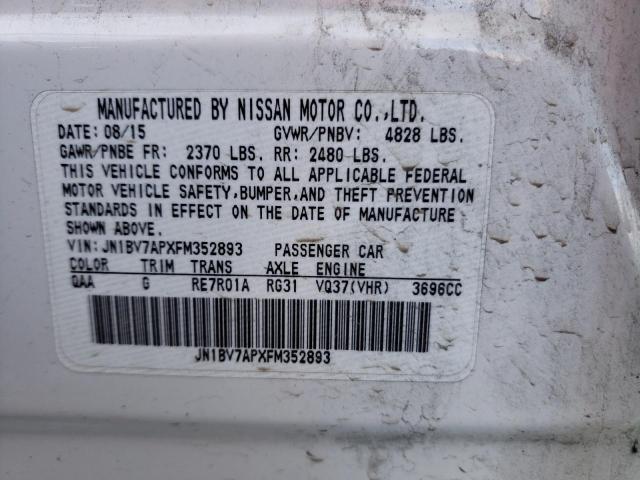 MANUFACTURED BY NISSAN MOTOR CO.,LTD.
DATE: 08/15 GVWR/PNBV: 4828 LBS.
GAWR/PNBE FR: 2370 LBS. RR: 2480 LBS.
THIS VEHICLE CONFORMS TO ALL APPLICABLE FEDERAL
MOTOR VEHICLE SAFETY,BUMPER,AND THEFT PREVENTION
STANDARDS IN EFFECT ON THE DATE OF MANUFACTURE
SHOWN ABOVE.
VIN: JN1BV7APXFM352893 PASSENGER CAR
COLOR TRIM TRANS AXLE ENGINE
QAA G RE7R01A RG31 VQ37(VHR) 3696CC
JN1BV7APXFM352893